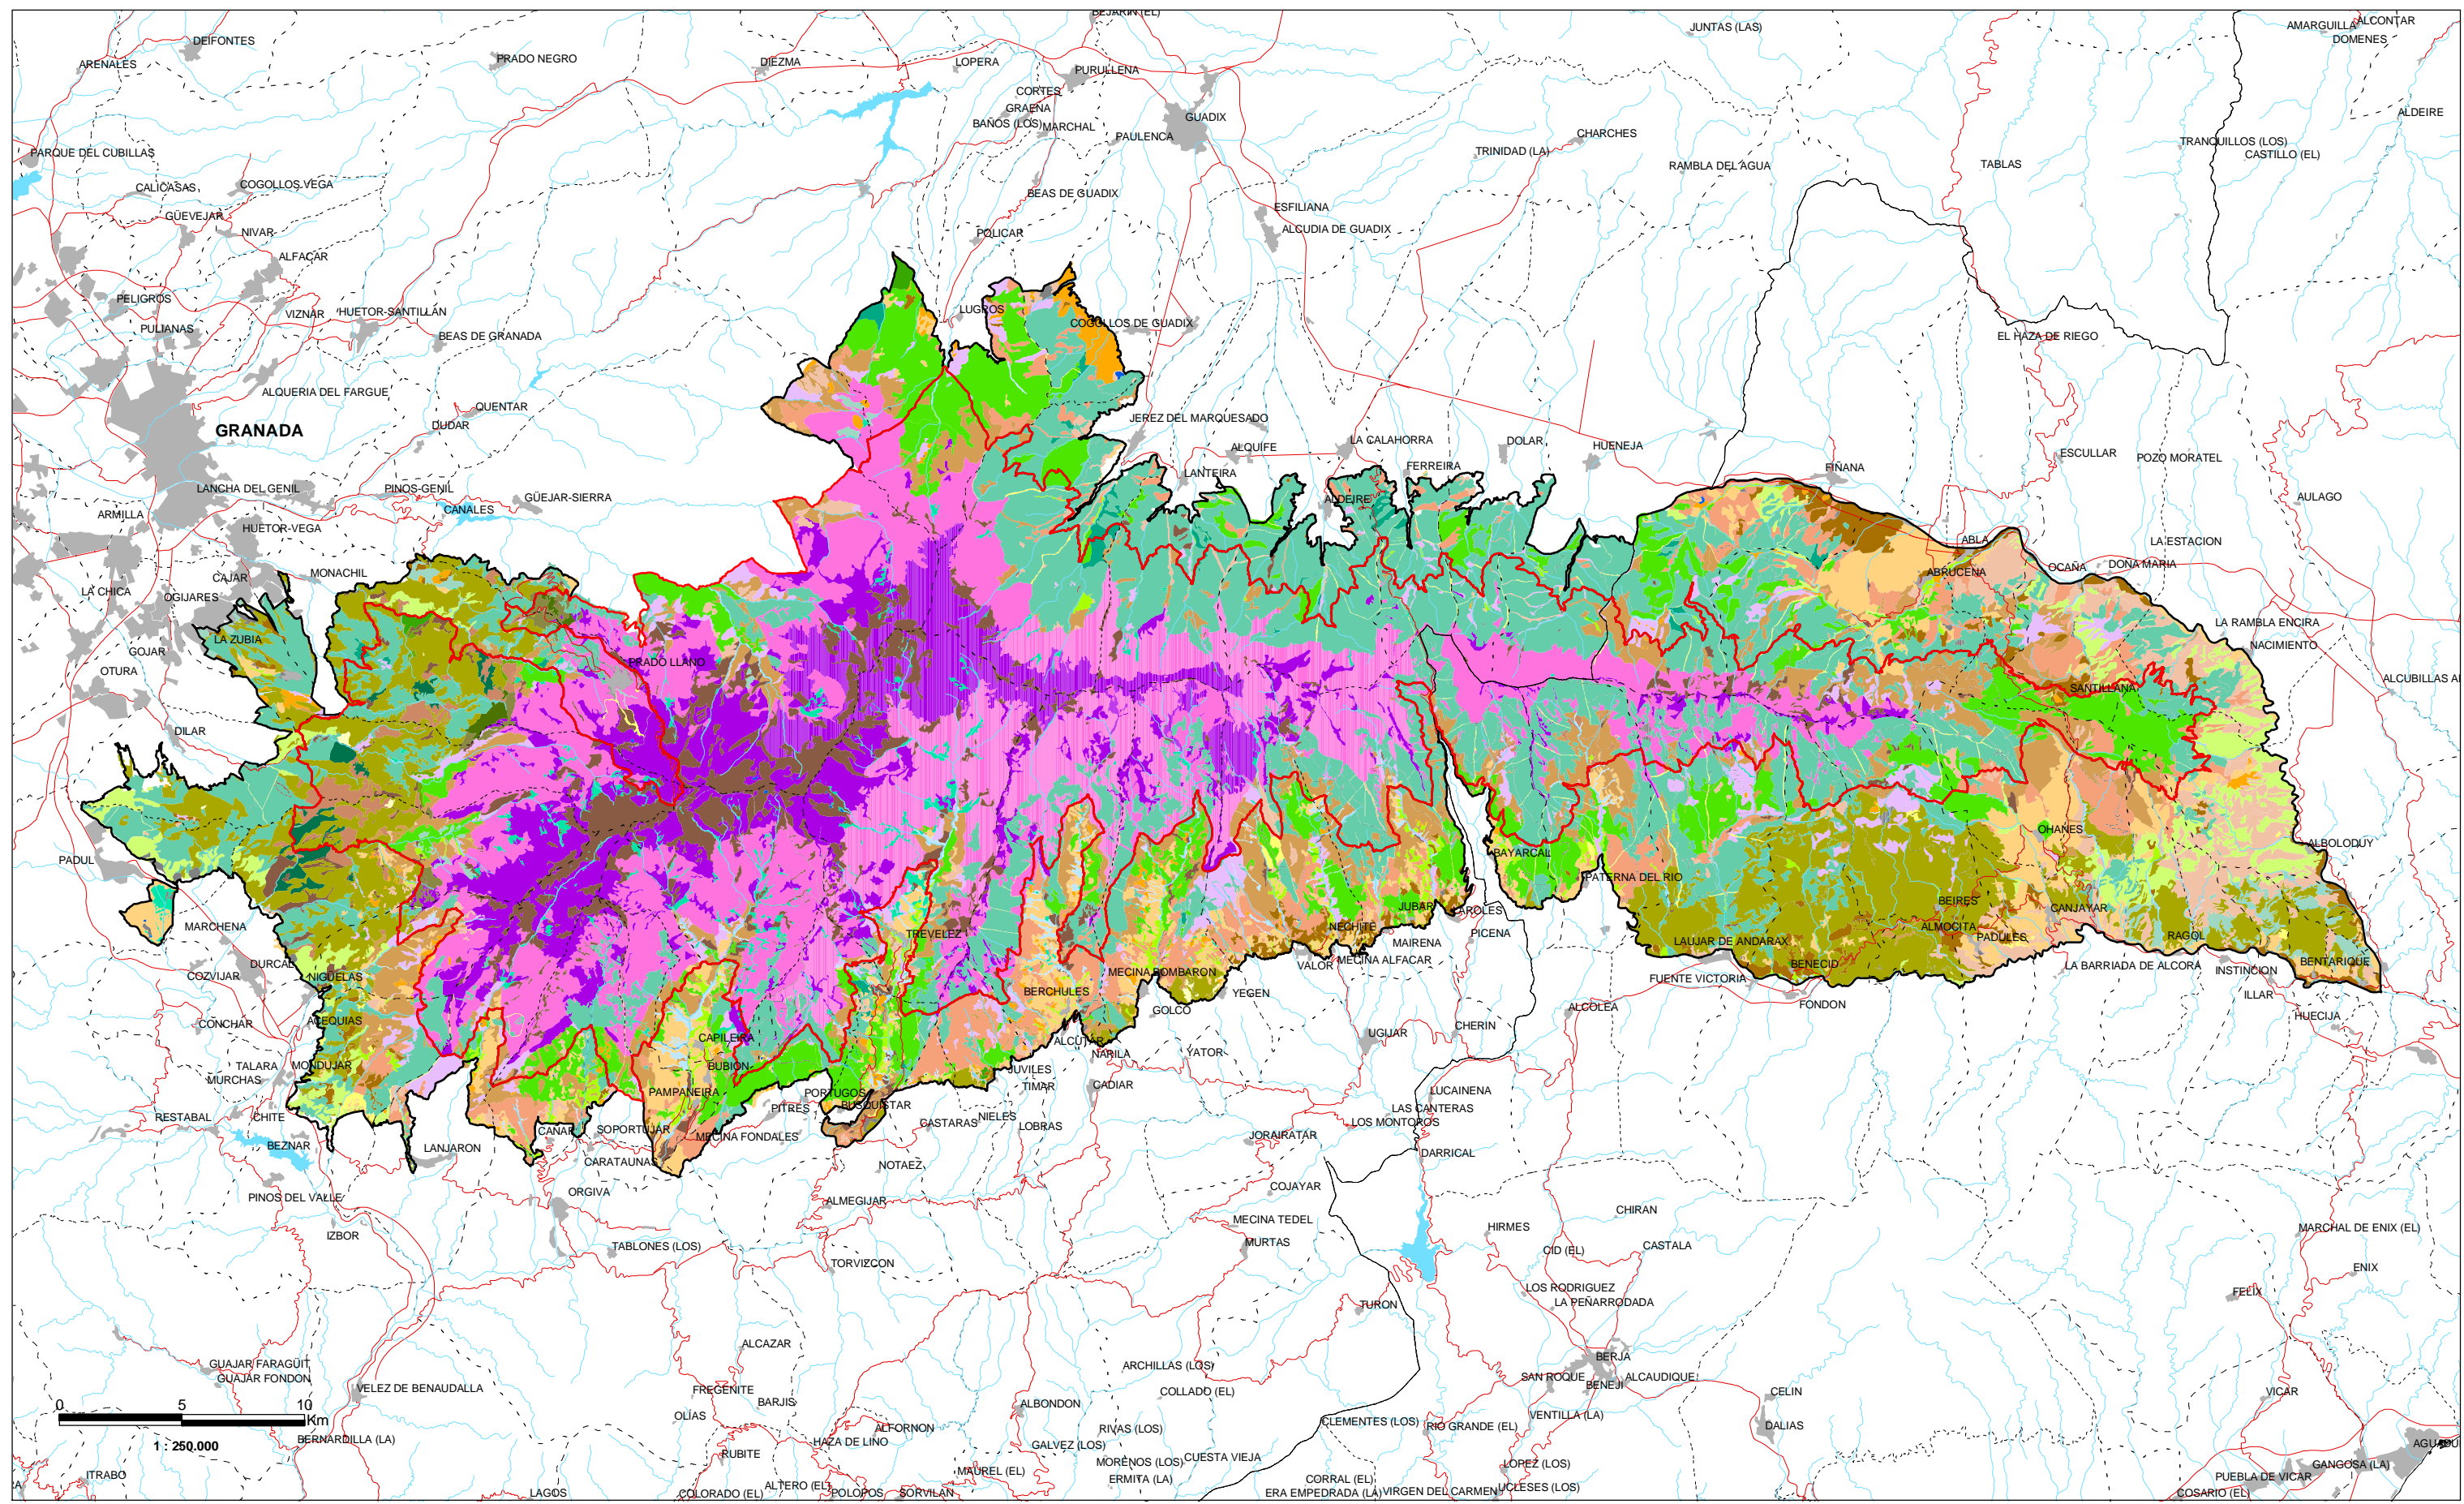 BEJARIN (EL)
DEIFONTES
JUNTAS (LAS)
AMARGUILLA
ALCONTAR
DOMENES
ARENALES
PRADO NEGRO
DIEZMA
LOPERA
PURULLENA
CORTES
GRAENA
BAÑOS (LOS)
MARCHAL
PAULENCA
GUADIX
CHARCHES
ALDEIRE
TRINIDAD (LA)
RAMBLA DEL AGUA
TABLAS
TRANQUILLOS (LOS)
CASTILLO (EL)
PARQUE DEL CUBILLAS
CALICASAS
COGOLLOS VEGA
BEAS DE GUADIX
ESFILIANA
GÜEVEJAR
NIVAR
POLICAR
ALCUDIA DE GUADIX
ALFACAR
PELIGROS
VIZNAR
HUETOR-SANTILLAN
LUGROS
COGOLLOS DE GUADIX
PULIANAS
BEAS DE GRANADA
EL HAZA DE RIEGO
ALQUERIA DEL FARGUE
QUENTAR
DUDAR
GRANADA
JEREZ DEL MARQUESADO
ALQUIFE
LA CALAHORRA
DOLAR
HUENEJA
ESCULLAR
POZO MORATEL
LANTEIRA
FERREIRA
FIÑANA
LANCHA DEL GENIL
PINOS-GENIL
GÜEJAR-SIERRA
ALDEIRE
AULAGO
ARMILLA
CANALES
HUETOR-VEGA
ABLA
LA ESTACION
CAJAR
MONACHIL
ABRUCENA
OCAÑA
DOÑA MARIA
LA CHICA
OGIJARES
LA ZUBIA
LA RAMBLA ENCIRA
NACIMIENTO
GOJAR
PRADO LLANO
OTURA
SANTILLANA
ALCUBILLAS
DILAR
OHANES
ALBOLODUY
PADUL
BAYARCAL
PATERNA DEL RIO
MARCHENA
TREVELEZ
NECHITE
JUBAR
LAROLES
PICENA
BEIRES
CANJAYAR
MAIRENA
LAUJAR DE ANDARAX
ALMOCITA
PADULES
RAGOL
DURCAL
COZVIJAR
NIGÜELAS
MECINA BOMBARON
VALOR
MECINA ALFACAR
BENECID
LA BARRIADA DE ALCORA
INSTINCION
BENTARIQUE
FUENTE VICTORIA
BERCHULES
YEGEN
ILLAR
GOLCO
ALCOLEA
FONDON
HUECIJA
CONCHAR
ACEQUIAS
CAPILEIRA
ALCUTAR
NARILA
YATOR
UGIJAR
CHERIN
TALARA
MURCHAS
MONDUJAR
BUBION
JUVILES
TIMAR
CADIAR
PAMPANEIRA
PORTUGOS
BUSQUISTAR
PITRES
LUCAINENA
LAS CANTERAS
LOS MONTOROS
RESTABAL
CHITE
CAÑAR
SOPORTUJAR
MECINA FONDALES
CASTARAS
NIELES
LOBRAS
JORAIRATAR
BEZNAR
LANJARON
CARATAUNAS
NOTAEZ
DARRICAL
PINOS DEL VALLE
ORGIVA
ALMEGIJAR
COJAYAR
IZBOR
TABLONES (LOS)
TORVIZCON
MECINA TEDEL
MURTAS
HIRMES
CHIRAN
CID (EL)
CASTALA
MARCHAL DE ENIX (EL)
ENIX
LOS RODRIGUEZ
LA PEÑARRODADA
FELIX
TURON
ALCAZAR
GUAJAR FARAGÜIT
GUAJAR FONDON
VELEZ DE BENAUDALLA
FREGENITE
BARJIS
ARCHILLAS (LOS)
COLLADO (EL)
BERJA
SAN ROQUE
BENEJI
ALCAUDIQUE
CELIN
VICAR
OLIAS
ALBONDON
CLEMENTES (LOS)
RIO GRANDE (EL)
VENTILLA (LA)
DALIAS
0 5 10
Km
1 : 250.000
BERNARDILLA (LA)
ALFORNON
HAZA DE LINO
RIVAS (LOS)
GALVEZ (LOS)
RUBITE
MORENOS (LOS)
CUESTA VIEJA
MAUREL (EL)
ERMITA (LA)
LOPEZ (LOS)
GANGOSA (LA)
PUEBLA DE VICAR
ITRABO
LAGOS
COLORADO (EL)
ALTERO (EL)
POLOPOS
SORVILAN
CORRAL (EL)
ERA EMPEDRADA (LA)
VIRGEN DEL CARMEN
UCLESES (LOS)
COSARIO (EL)